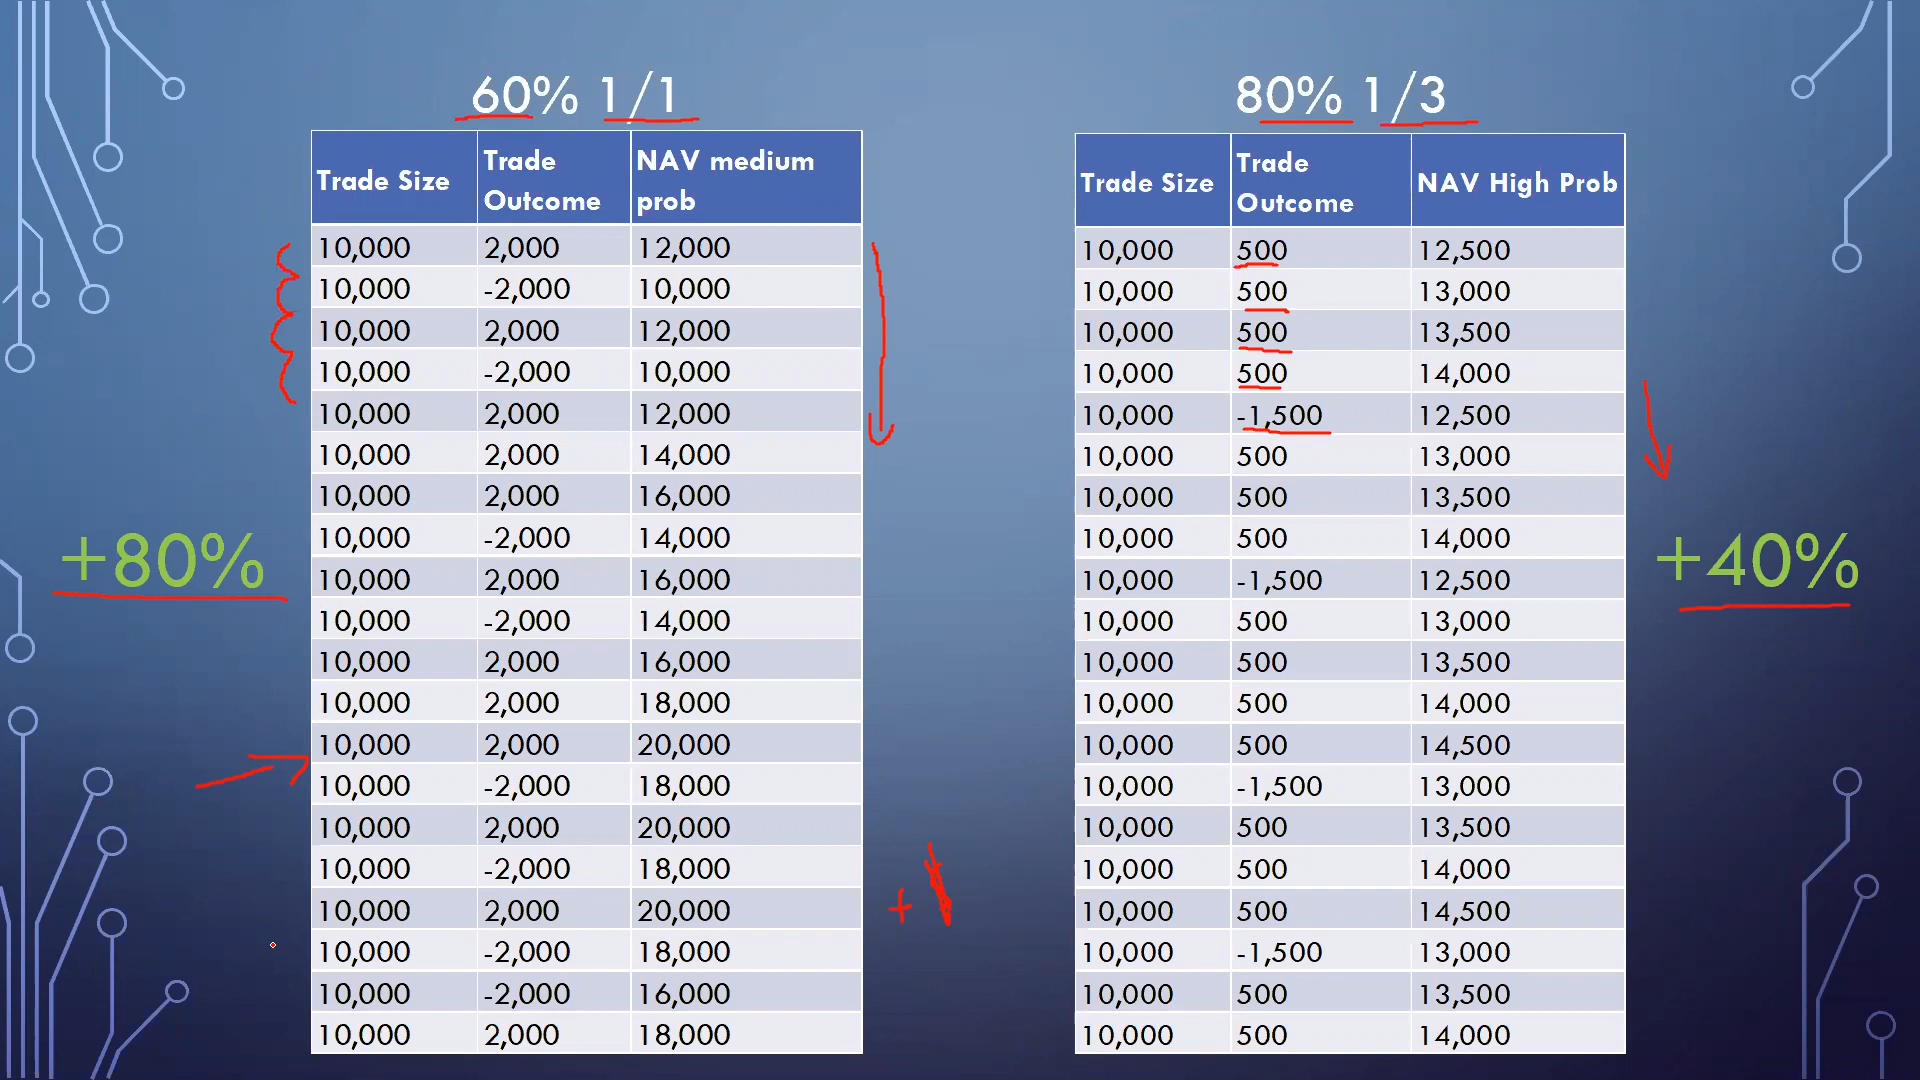 60% 1/1
Trade Size Trade Outcome NAV medium prob
10,000 2,000 12,000
10,000 -2,000 10,000
10,000 2,000 12,000
10,000 -2,000 10,000
10,000 2,000 12,000
10,000 2,000 14,000
10,000 2,000 16,000
10,000 -2,000 14,000
10,000 2,000 16,000
10,000 -2,000 14,000
10,000 2,000 16,000
10,000 2,000 18,000
10,000 2,000 20,000
10,000 -2,000 18,000
10,000 2,000 20,000
10,000 -2,000 18,000
10,000 2,000 20,000
10,000 -2,000 18,000
10,000 -2,000 16,000
10,000 2,000 18,000
+80%
+
80% 1/3
Trade Size Trade Outcome NAV High Prob
10,000 500 12,500
10,000 500 13,000
10,000 500 13,500
10,000 500 14,000
10,000 -1,500 12,500
10,000 500 13,000
10,000 500 13,500
10,000 500 14,000
10,000 -1,500 12,500
10,000 500 13,000
10,000 500 13,500
10,000 500 14,000
10,000 500 14,500
10,000 -1,500 13,000
10,000 500 13,500
10,000 500 14,000
10,000 500 14,500
10,000 -1,500 13,000
10,000 500 13,500
10,000 500 14,000
+40%